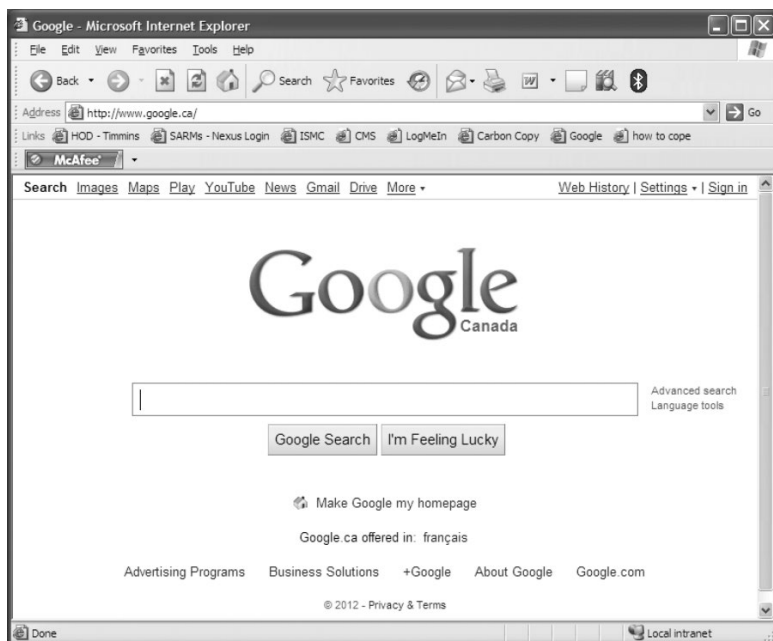 Google - Microsoft Internet Explorer
File Edit View Favorites Tools Help
Back Search Favorites
Address http://www.google.ca/ Go
Links HOD - Timmins SARMs - Nexus Login ISMC CMS LogMeIn Carbon Copy Google how to cope
McAfee
Search Images Maps Play YouTube News Gmail Drive More Web History | Settings | Sign in
Google
Canada
Advanced search
Language tools
Google Search I'm Feeling Lucky
Make Google my homepage
Google.ca offered in: français
Advertising Programs Business Solutions +Google About Google Google.com
© 2012 - Privacy & Terms
Done Local intranet